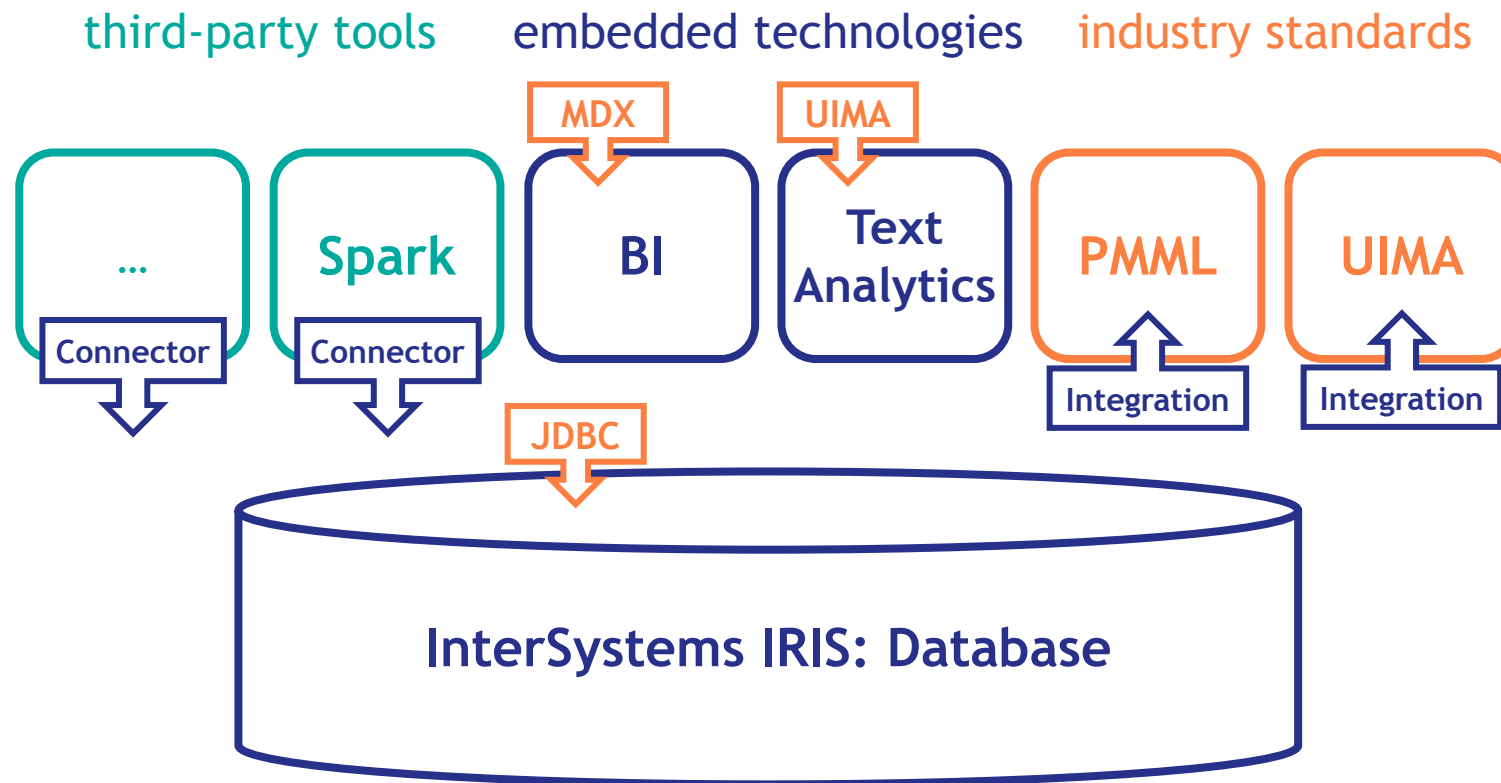 third-party tools
embedded technologies
industry standards
MDX
UIMA
...
Spark
BI
Text
Analytics
PMML
UIMA
Connector
Connector
Integration
Integration
JDBC
InterSystems IRIS: Database